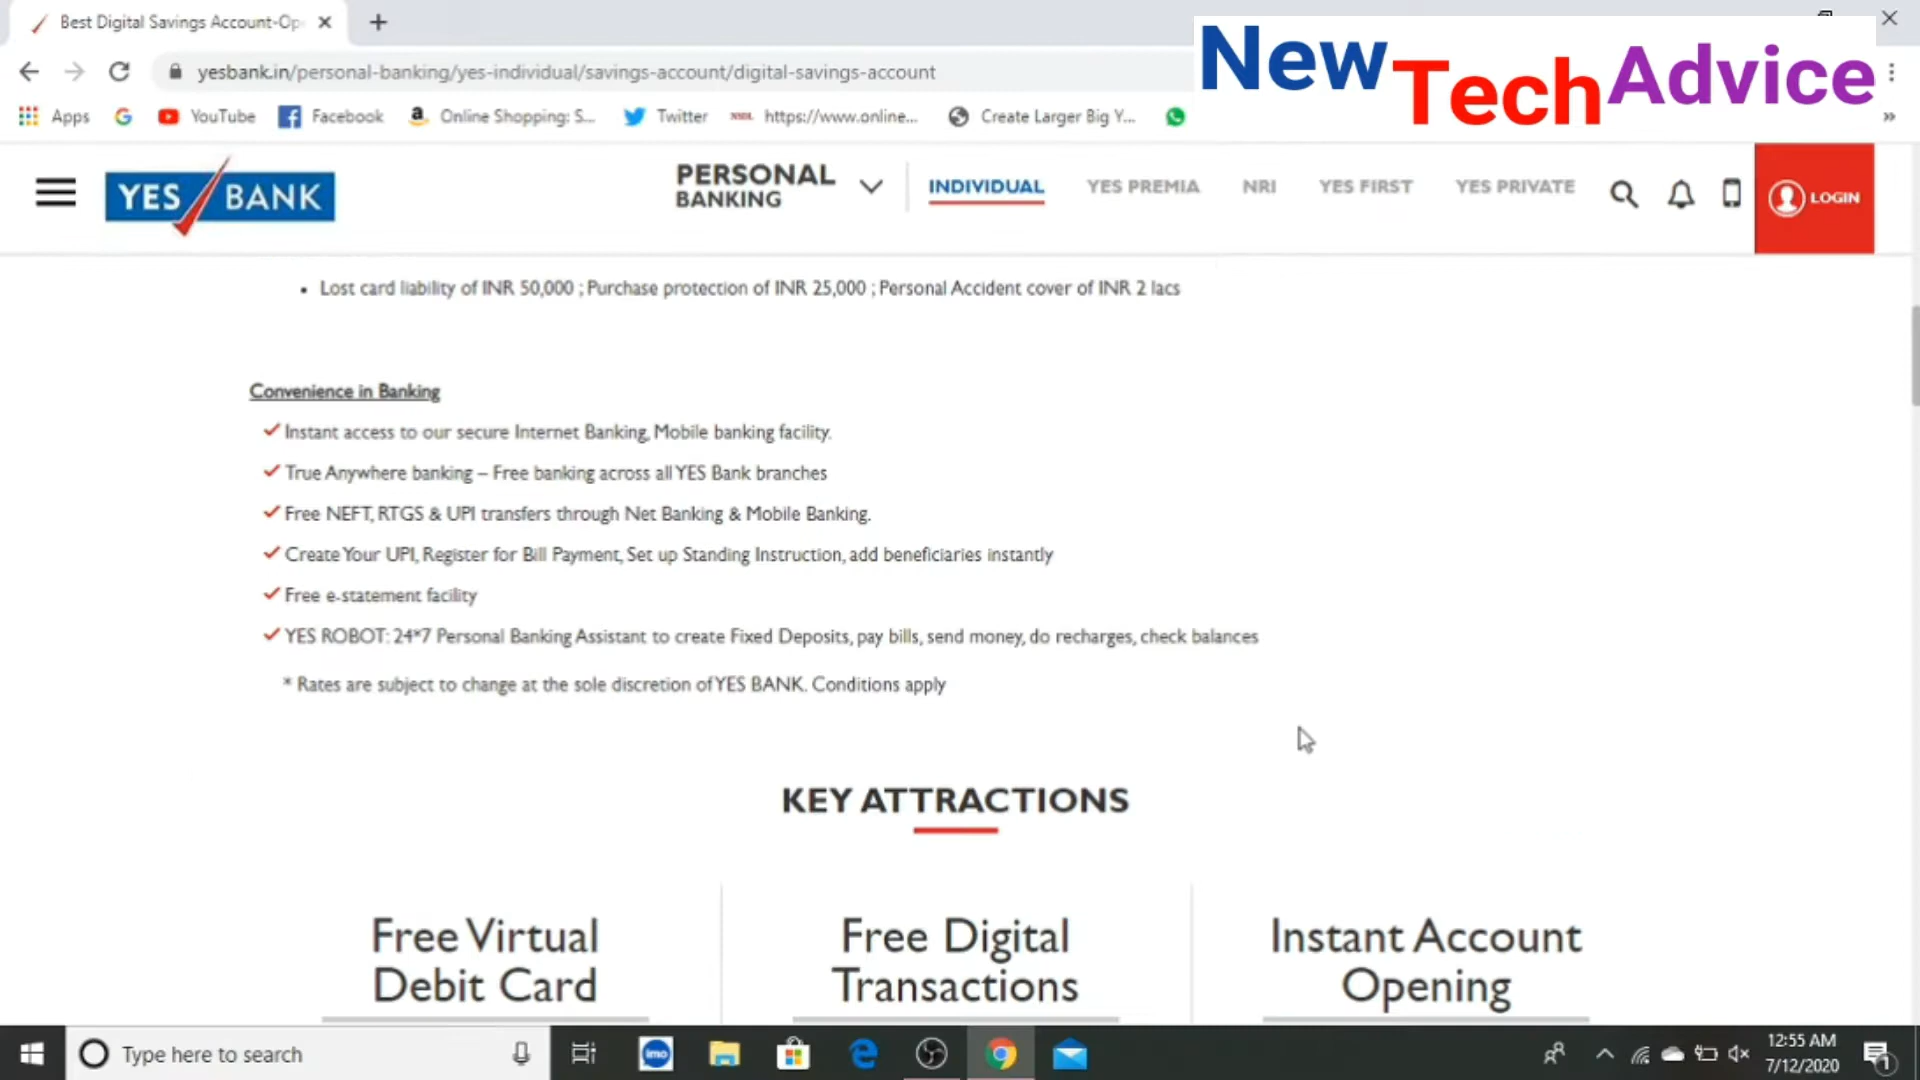 Best Digital Savings Account-Op
New Tech Advice
yesbank.in/personal-banking/yes-individual/savings-account/digital-savings-account
Apps YouTube Facebook Online Shopping: S... Twitter https://www.online... Create Larger Big Y... »
YES BANK
PERSONAL BANKING
INDIVIDUAL YES PREMIA NRI YES FIRST YES PRIVATE LOGIN
• Lost card liability of INR 50,000 ; Purchase protection of INR 25,000 ; Personal Accident cover of INR 2 lacs
Convenience in Banking
Instant access to our secure Internet Banking, Mobile banking facility.
True Anywhere banking – Free banking across all YES Bank branches
Free NEFT, RTGS & UPI transfers through Net Banking & Mobile Banking.
Create Your UPI, Register for Bill Payment, Set up Standing Instruction, add beneficiaries instantly
Free e-statement facility
YES ROBOT: 24*7 Personal Banking Assistant to create Fixed Deposits, pay bills, send money, do recharges, check balances
* Rates are subject to change at the sole discretion of YES BANK. Conditions apply
KEY ATTRACTIONS
Free Virtual
Debit Card
Free Digital
Transactions
Instant Account
Opening
Type here to search
imo
12:55 AM
7/12/2020
1